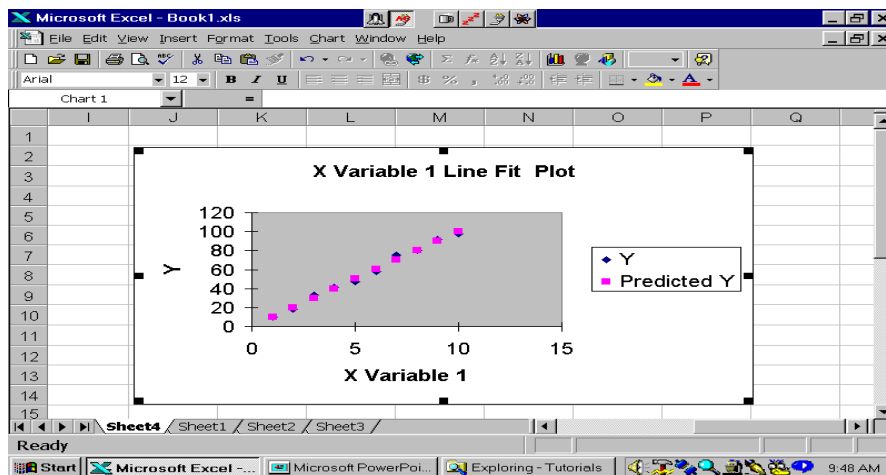 Microsoft Excel - Book1.xls
File Edit View Insert Format Tools Chart Window Help
Arial 12 B I U $ % ,
Chart 1 =
I J K L M N O P Q
1
2
3
4
5
6
7
8
9
10
11
12
13
14
15
X Variable 1 Line Fit Plot
120
100
80
60
40
20
0
Y
0 5 10 15
X Variable 1
Y
Predicted Y
Sheet4 Sheet1 Sheet2 Sheet3
Ready
Start Microsoft Excel -... Microsoft PowerPoi... Exploring - Tutorials 9:48 AM